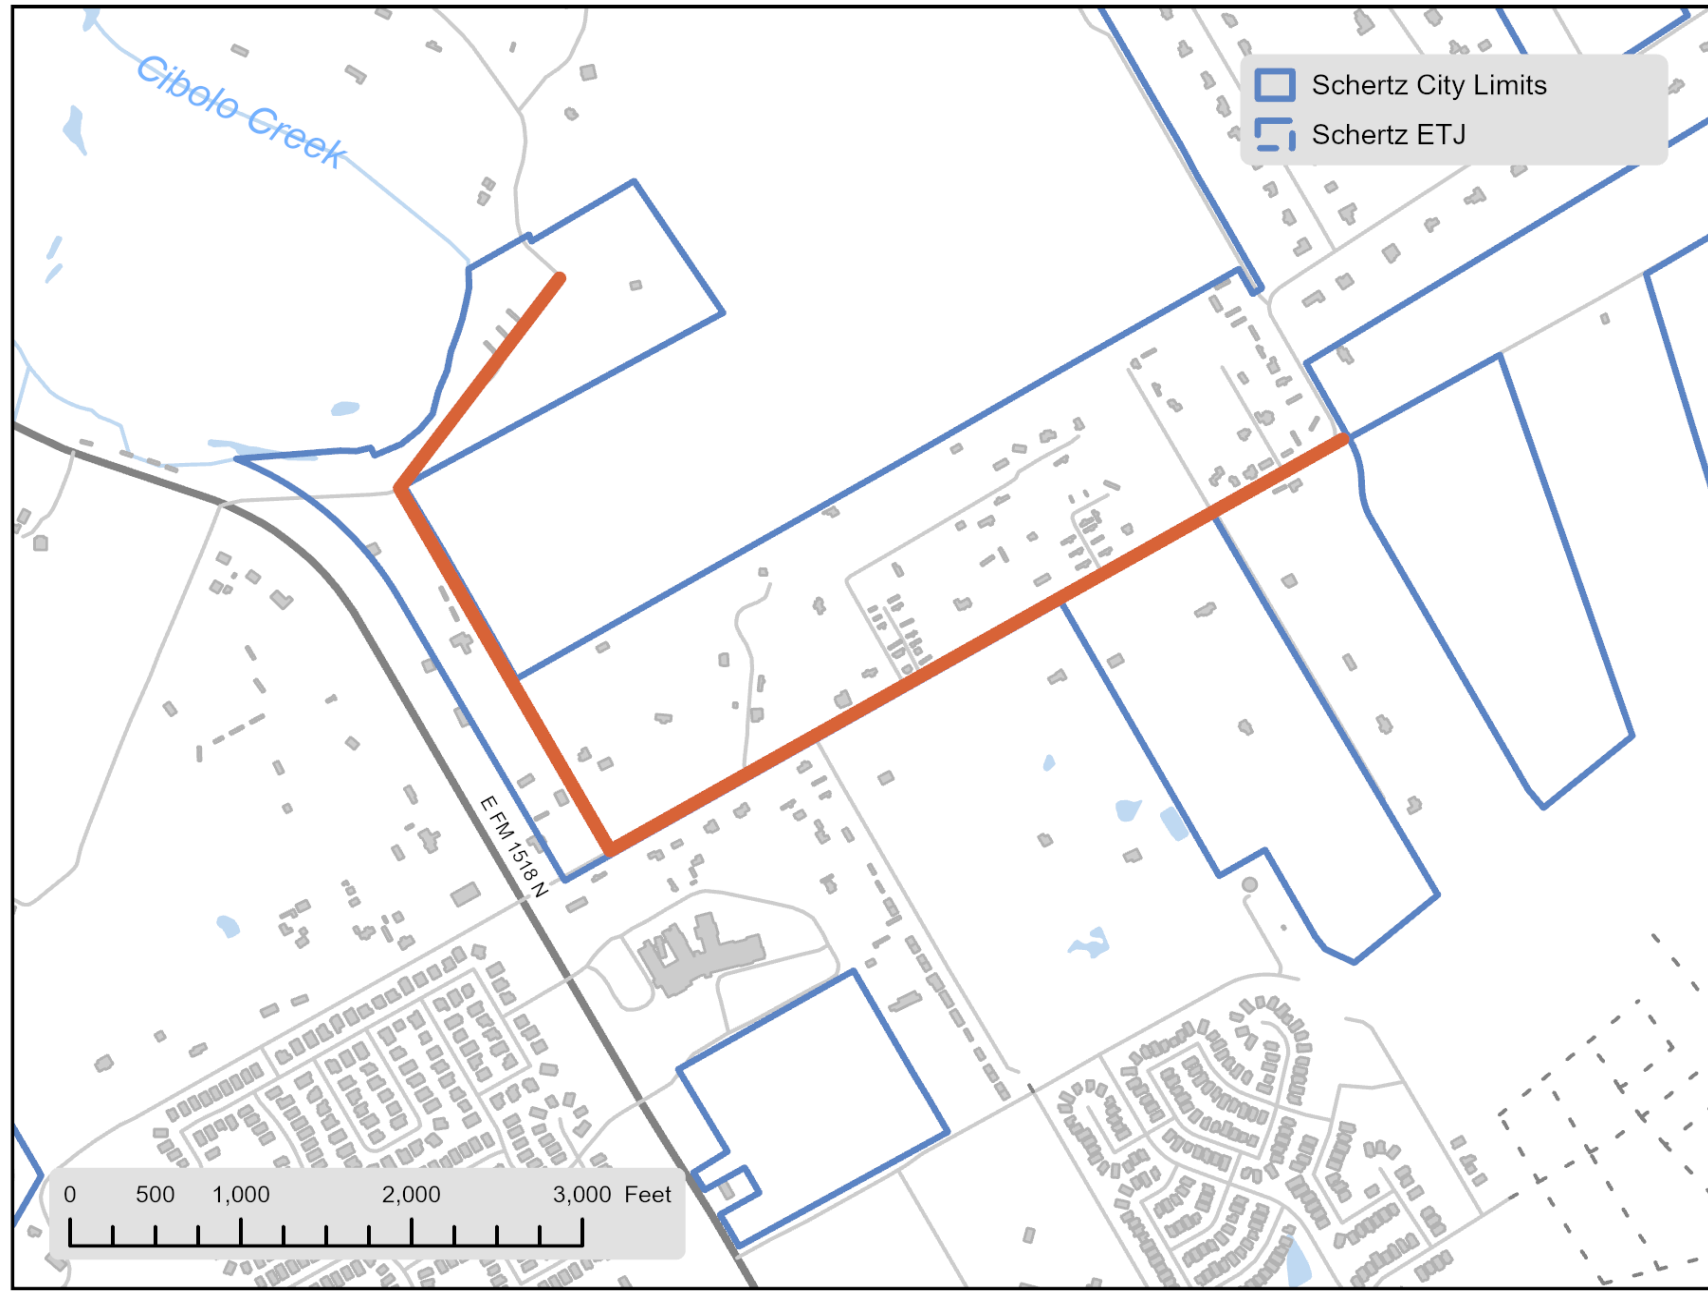 Cibolo Creek
Schertz City Limits
Schertz ETJ
E FM 1518 N
0 500 1,000 2,000 3,000 Feet